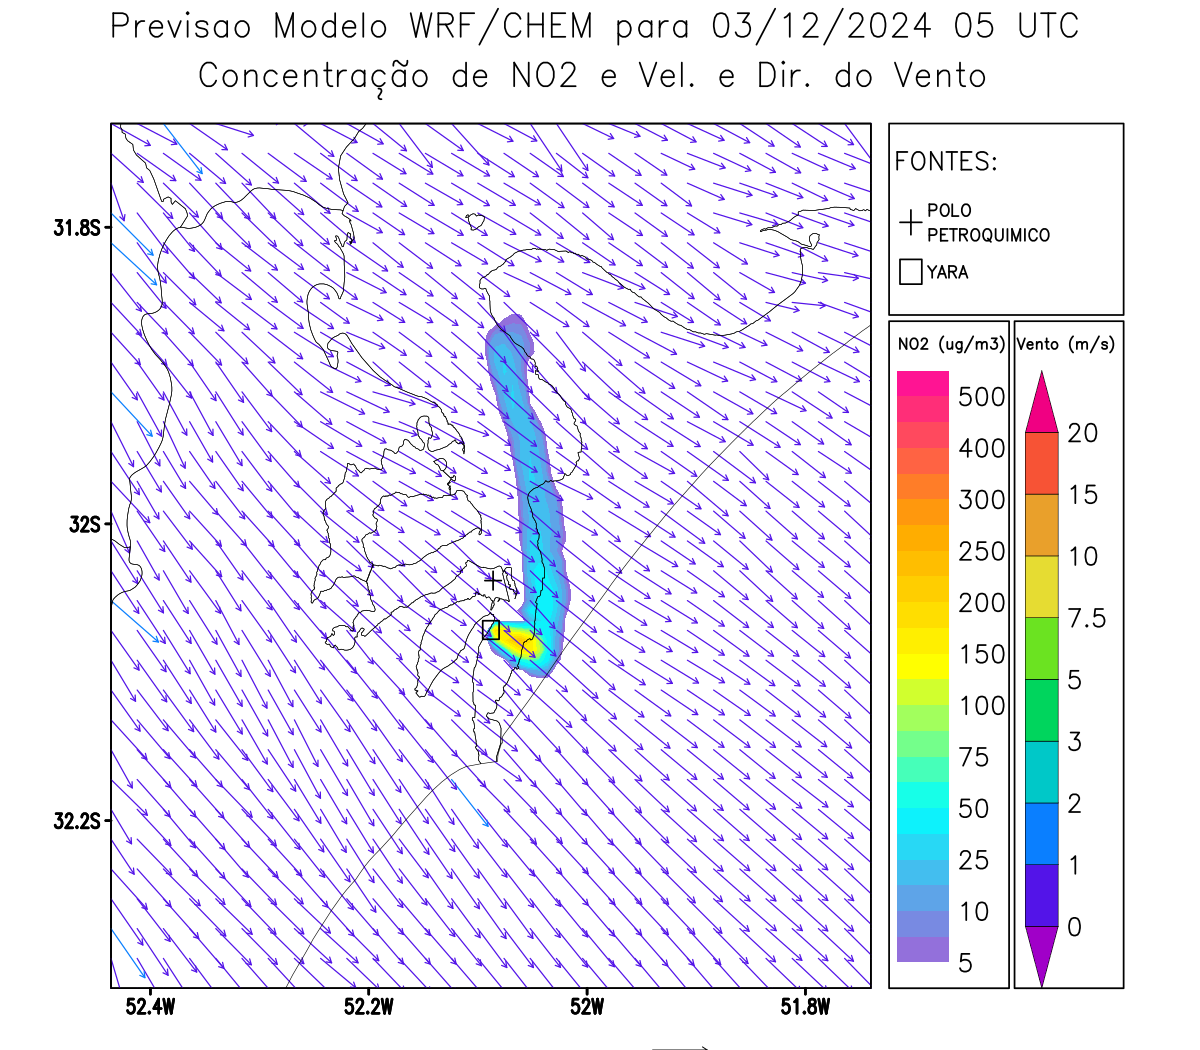 Previsao Modelo WRF/CHEM para 03/12/2024 05 UTC
Concentração de NO2 e Vel. e Dir. do Vento
FONTES:
POLO
PETROQUIMICO
YARA
31.8S
32S
32.2S
52.4W
52.2W
52W
51.8W
NO2 (ug/m3)
500
400
300
250
200
150
100
75
50
25
10
5
Vento (m/s)
20
15
10
7.5
5
3
2
1
0